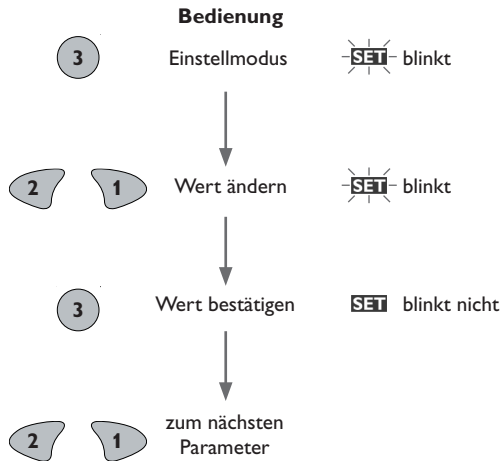 Bedienung
3 Einstellmodus SET blinkt
2 1 Wert ändern SET blinkt
3 Wert bestätigen SET blinkt nicht
zum nächsten
2 1 Parameter